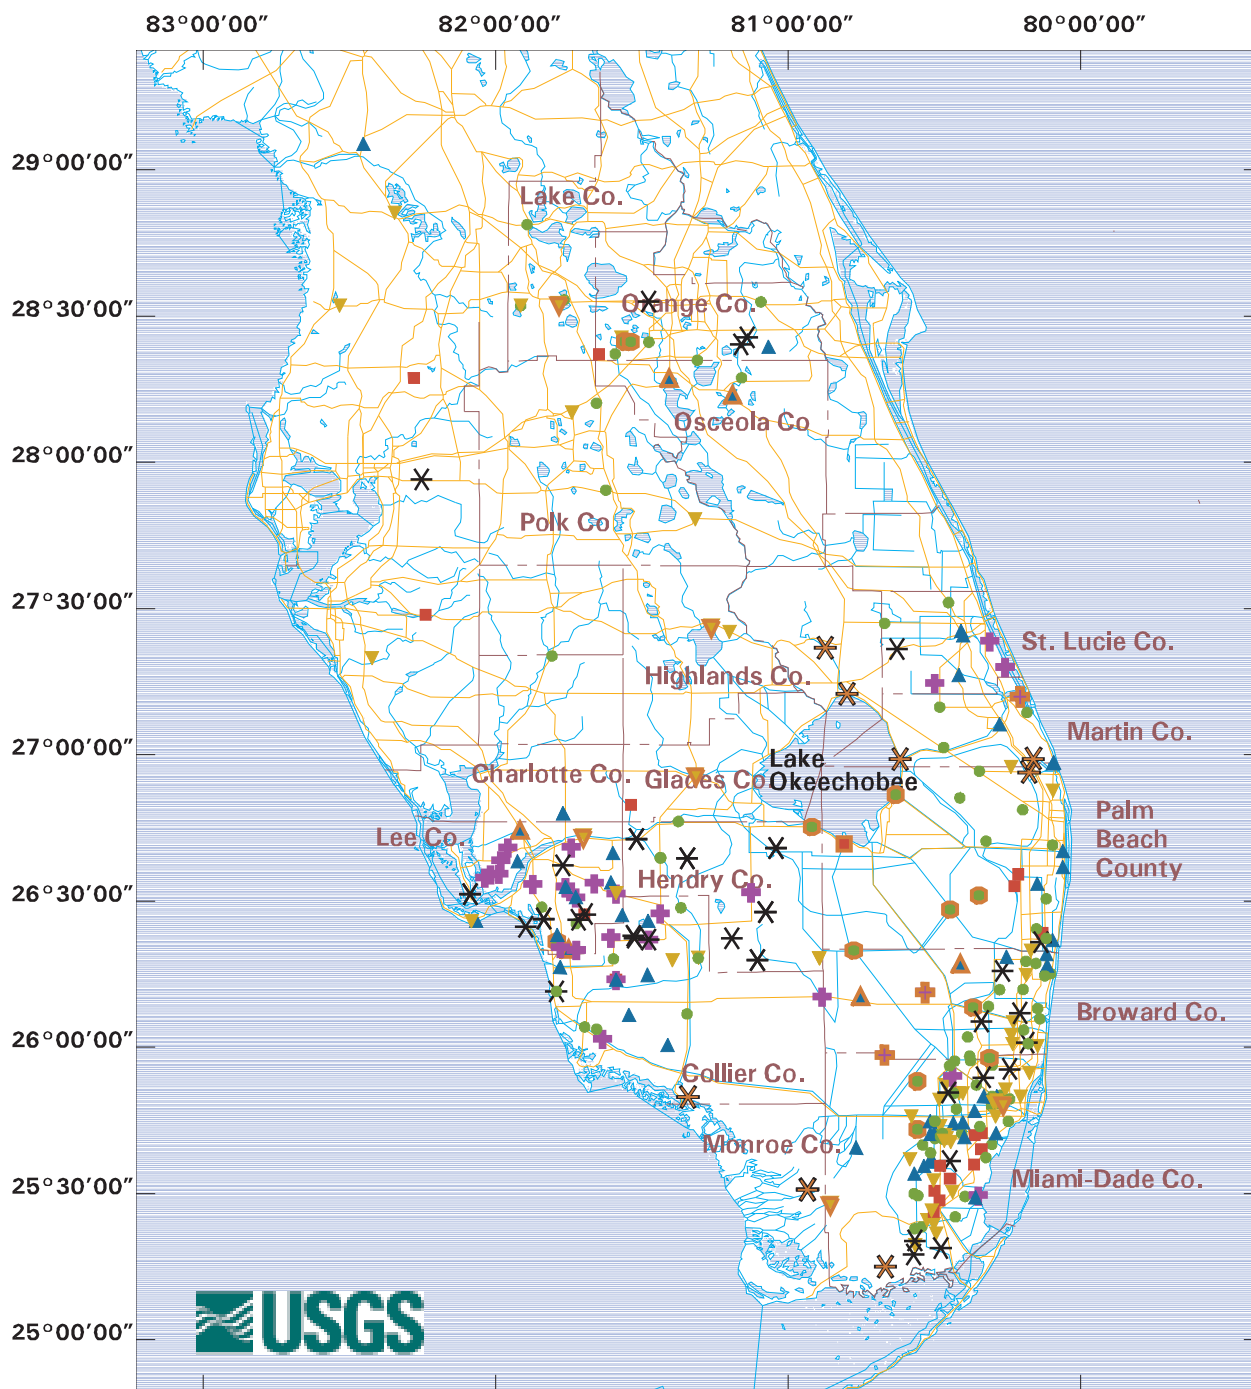 83°00'00" 82°00'00" 81°00'00" 80°00'00"
29°00'00"
Lake Co.
28°30'00"
Orange Co.
Osceola Co
28°00'00"
Polk Co
27°30'00"
St. Lucie Co.
Highlands Co.
27°00'00"
Martin Co.
Lake
Okeechobee
Charlotte Co.
Glades Co
Palm
Beach
County
Lee Co.
26°30'00"
Hendry Co.
26°00'00"
Broward Co.
Collier Co.
Monroe Co.
25°30'00"
Miami-Dade Co.
25°00'00"
USGS